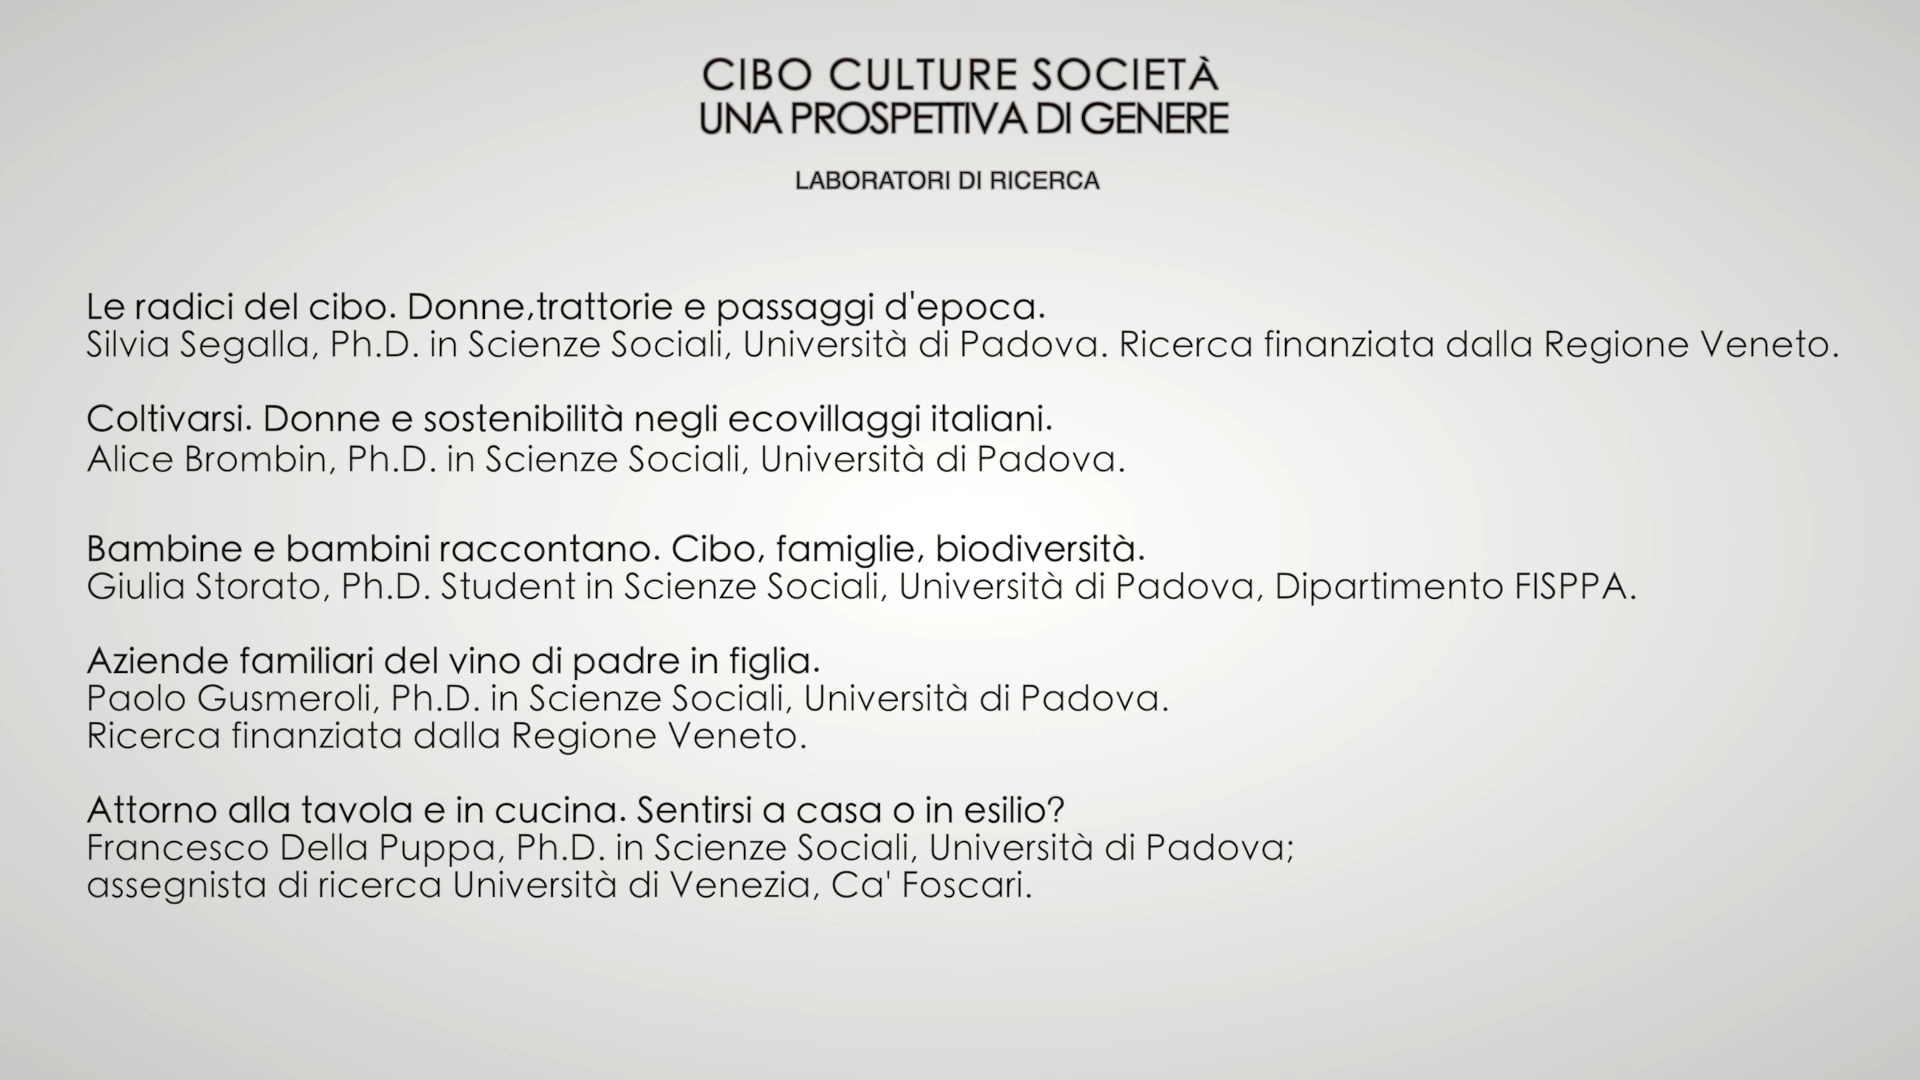 CIBO CULTURE SOCIETÀ
UNA PROSPETTIVA DI GENERE
LABORATORI DI RICERCA
Le radici del cibo. Donne,trattorie e passaggi d'epoca.
Silvia Segalla, Ph.D. in Scienze Sociali, Università di Padova. Ricerca finanziata dalla Regione Veneto.
Coltivarsi. Donne e sostenibilità negli ecovillaggi italiani.
Alice Brombin, Ph.D. in Scienze Sociali, Università di Padova.
Bambine e bambini raccontano. Cibo, famiglie, biodiversità.
Giulia Storato, Ph.D. Student in Scienze Sociali, Università di Padova, Dipartimento FISPPA.
Aziende familiari del vino di padre in figlia.
Paolo Gusmeroli, Ph.D. in Scienze Sociali, Università di Padova.
Ricerca finanziata dalla Regione Veneto.
Attorno alla tavola e in cucina. Sentirsi a casa o in esilio?
Francesco Della Puppa, Ph.D. in Scienze Sociali, Università di Padova;
assegnista di ricerca Università di Venezia, Ca' Foscari.